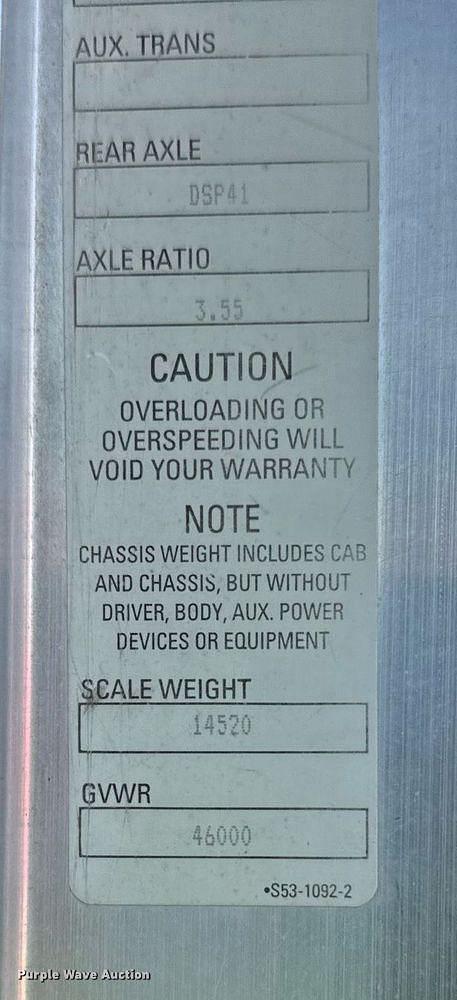 AUX. TRANS
REAR AXLE
DSP41
AXLE RATIO
3.55
CAUTION
OVERLOADING OR
OVERSPEEDING WILL
VOID YOUR WARRANTY
NOTE
CHASSIS WEIGHT INCLUDES CAB
AND CHASSIS, BUT WITHOUT
DRIVER, BODY, AUX. POWER
DEVICES OR EQUIPMENT
SCALE WEIGHT
14520
GVWR
46000
•S53-1092-2
Purple Wave Auction